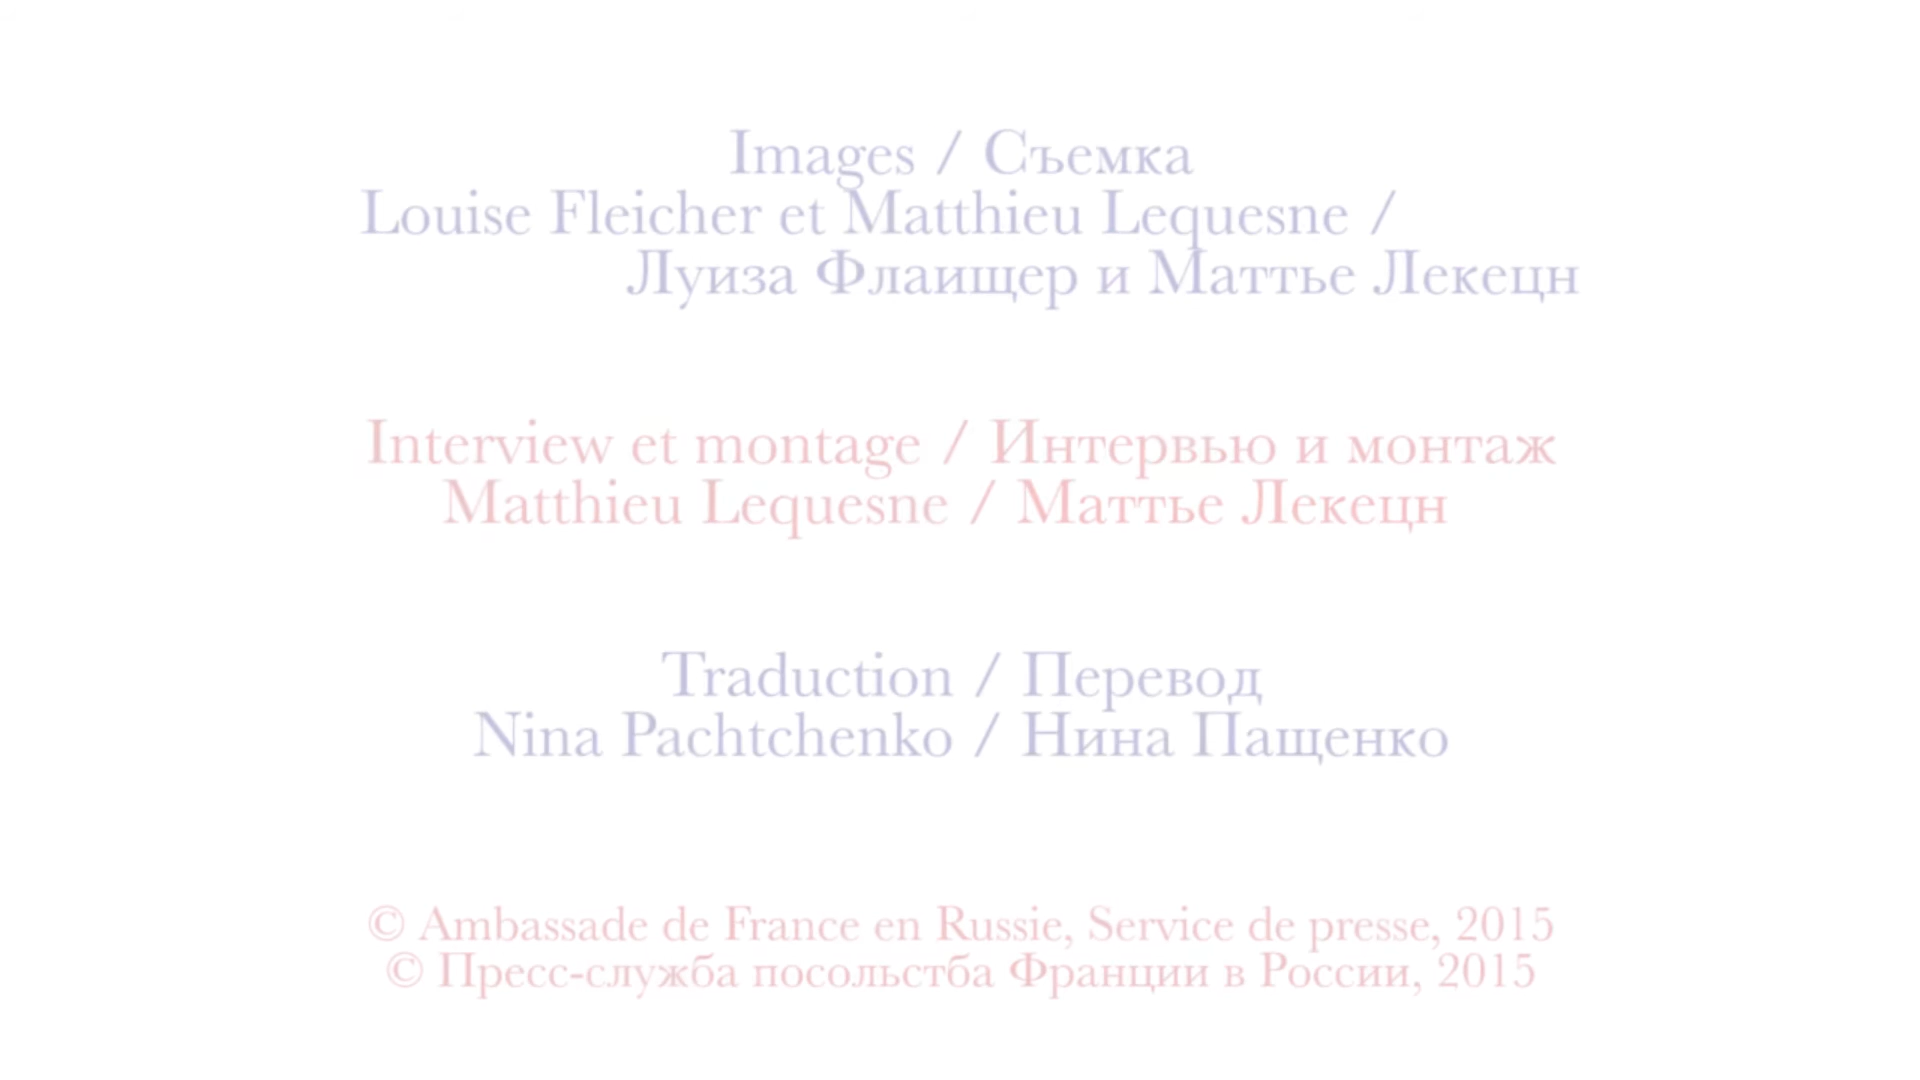 Images / Съемка
Louise Fleicher et Matthieu Lequesne /
Луиза Флаищер и Маттье Лекецн
Interview et montage / Интервью и монтаж
Matthieu Lequesne / Маттье Лекецн
Traduction / Перевод
Nina Pachtchenko / Нина Пащенко
© Ambassade de France en Russie, Service de presse, 2015
© Пресс-служба посольстба Франции в России, 2015